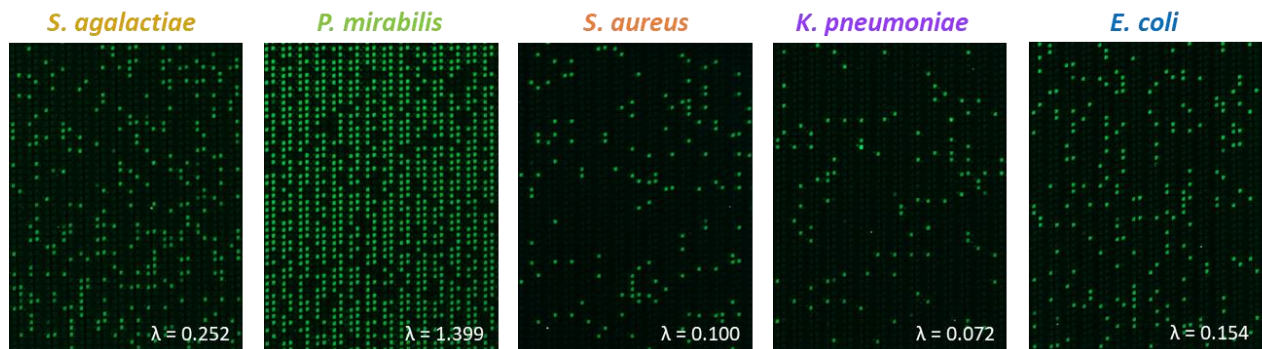 S. agalactiae
P. mirabilis
S. aureus
K. pneumoniae
E. coli
λ = 0.252
λ = 1.399
λ = 0.100
λ = 0.072
λ = 0.154